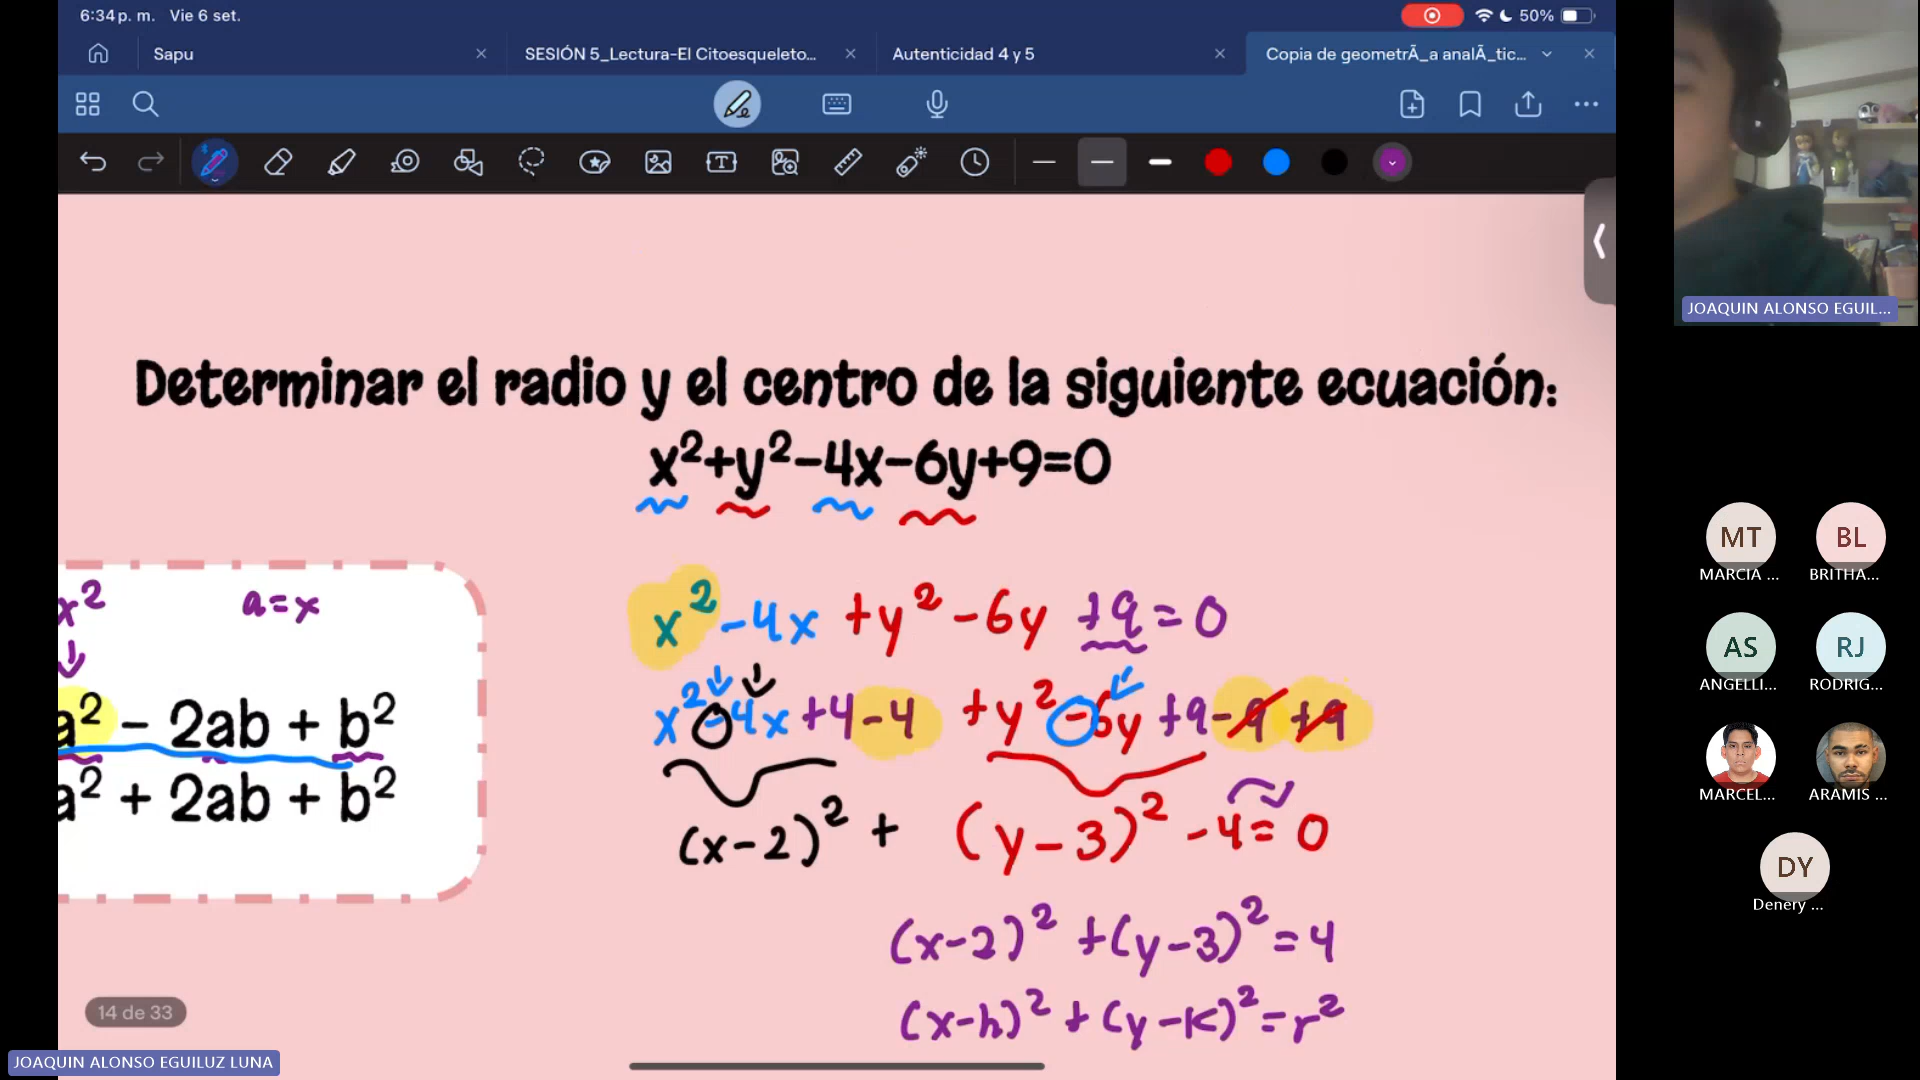 6:34 p. m. Vie 6 set.
50%
Sapu
SESIÓN 5_Lectura-El Citoesqueleto...
Autenticidad 4 y 5
Copia de geometrÃ_a analÃ_tic...
JOAQUIN ALONSO EGUIL...
Determinar el radio y el centro de la siguiente ecuación:
x²+y²-4x-6y+9=0
x² a=x
a² - 2ab + b²
a² + 2ab + b²
x² -4x +y² -6y +9 = 0
x² -4x +4 -4 +y² -6y +9 -9 +9
(x-2)² + (y-3)² -4 = 0
(x-2)² +(y-3)² = 4
(x-h)² + (y-k)² = r²
14 de 33
MT
MARCIA ...
BL
BRITHA...
AS
ANGELLI...
RJ
RODRIG...
MARCEL...
ARAMIS ...
DY
Denery ...
JOAQUIN ALONSO EGUILUZ LUNA